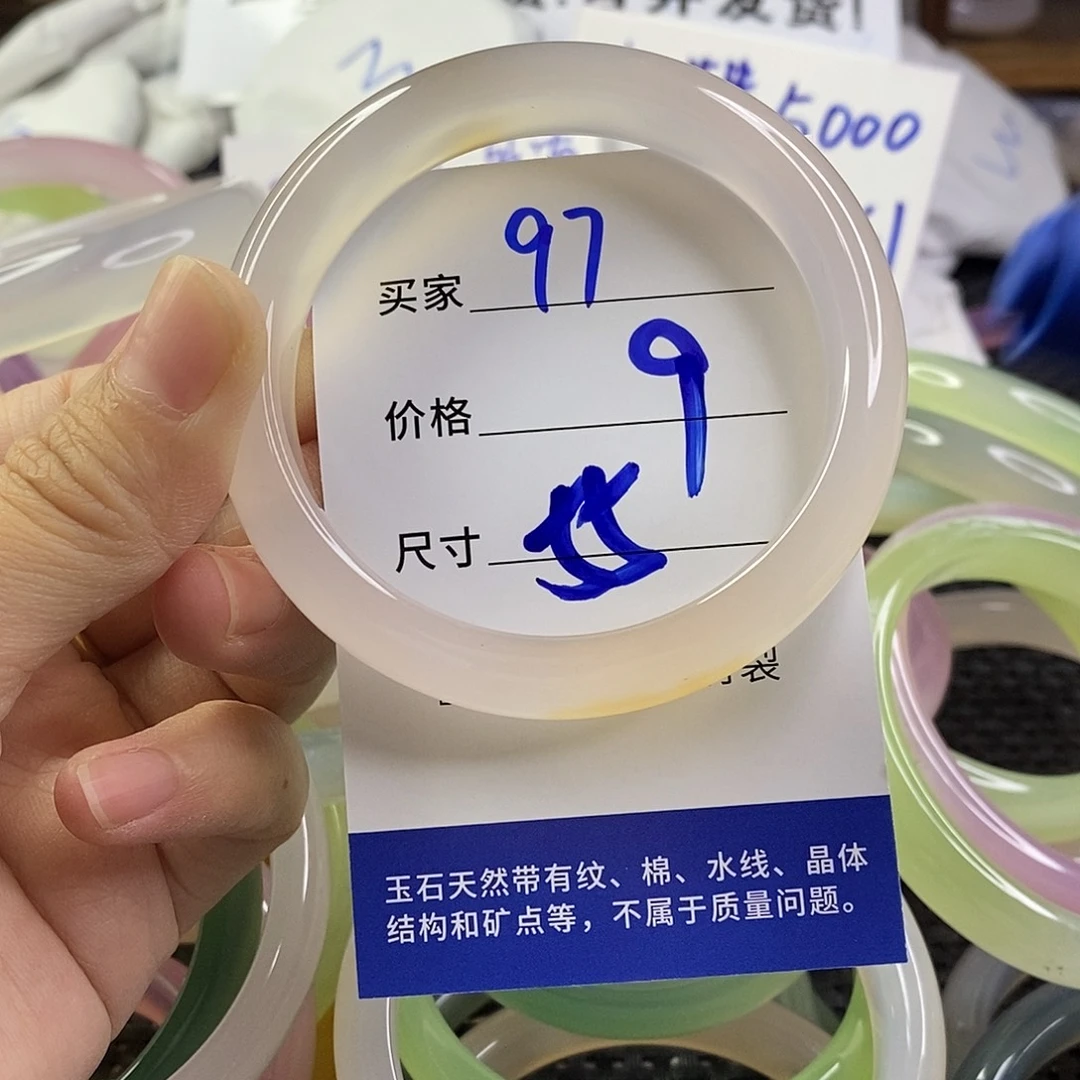 5000
买家 97
价格 9
尺寸
玉石天然带有纹、棉、水线、晶体
结构和矿点等，不属于质量问题。